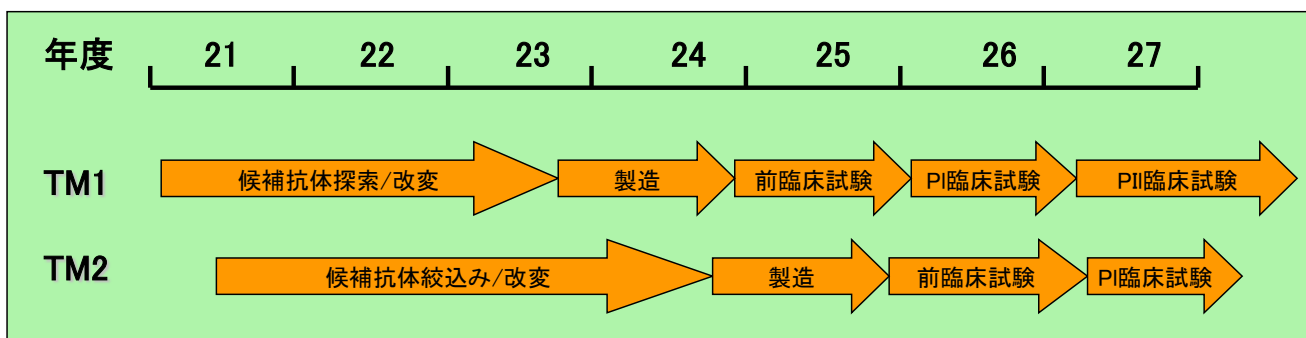 年度 21 22 23 24 25 26 27
TM1 候補抗体探索/改変 製造 前臨床試験 PI臨床試験 PII臨床試験
TM2 候補抗体絞込み/改変 製造 前臨床試験 PI臨床試験